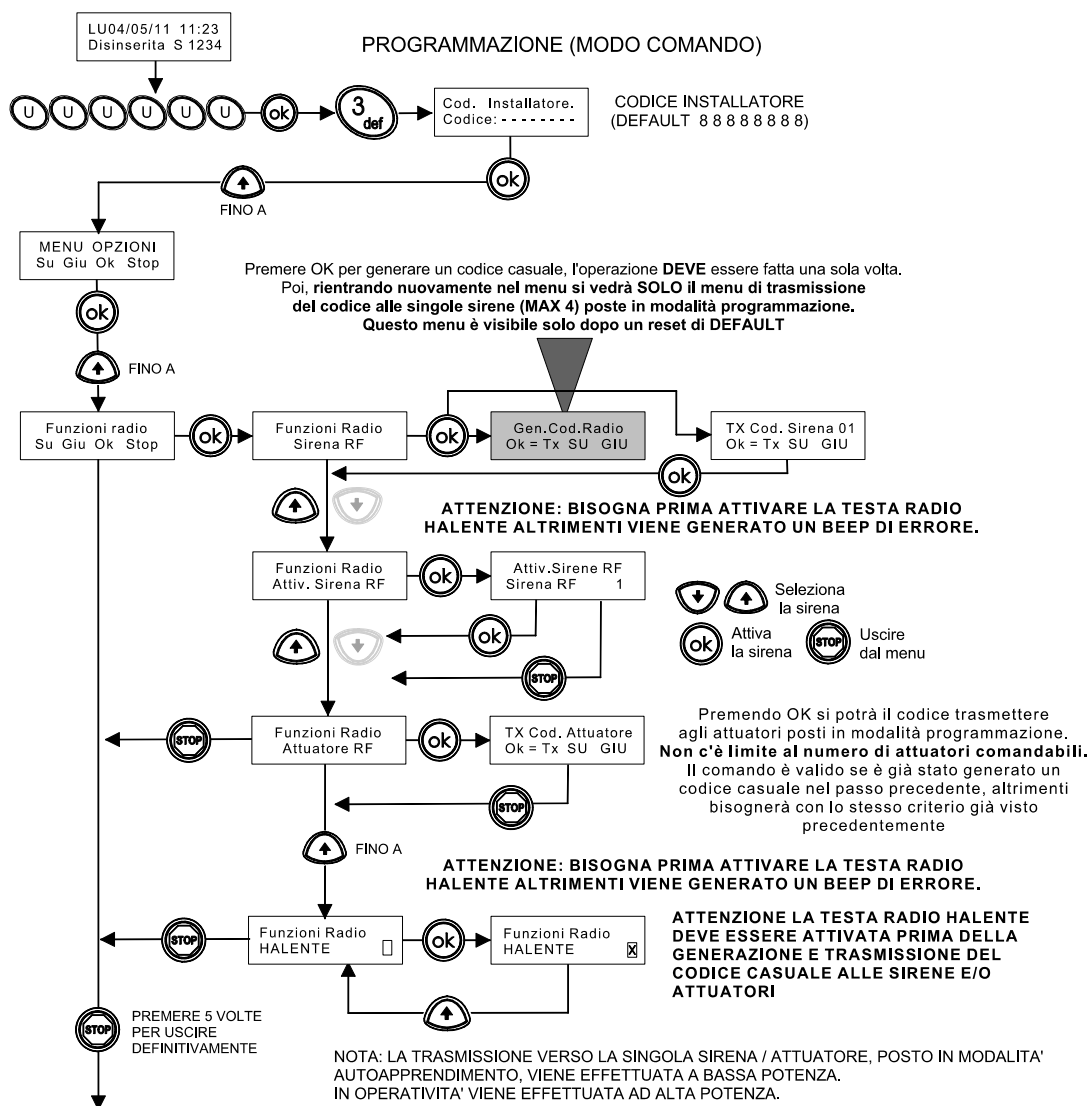 LU04/05/11 11:23
Disinserita S 1234
PROGRAMMAZIONE (MODO COMANDO)
U U U U U U ok 3 def
Cod. Installatore.
Codice: - - - - - - - -
CODICE INSTALLATORE
(DEFAULT 8 8 8 8 8 8 8 8)
ok
FINO A
MENU OPZIONI
Su Giu Ok Stop
Premere OK per generare un codice casuale, l'operazione DEVE essere fatta una sola volta.
Poi, rientrando nuovamente nel menu si vedrà SOLO il menu di trasmissione
del codice alle singole sirene (MAX 4) poste in modalità programmazione.
Questo menu è visibile solo dopo un reset di DEFAULT
ok
FINO A
Funzioni radio
Su Giu Ok Stop
ok
Funzioni Radio
Sirena RF
ok
Gen.Cod.Radio
Ok = Tx SU GIU
TX Cod. Sirena 01
Ok = Tx SU GIU
ok
ATTENZIONE: BISOGNA PRIMA ATTIVARE LA TESTA RADIO
HALENTE ALTRIMENTI VIENE GENERATO UN BEEP DI ERRORE.
Funzioni Radio
Attiv. Sirena RF
ok
Attiv.Sirene RF
Sirena RF 1
ok
STOP
Seleziona
la sirena
ok
Attiva
la sirena
STOP
Uscire
dal menu
STOP
Funzioni Radio
Attuatore RF
ok
TX Cod. Attuatore
Ok = Tx SU GIU
STOP
Premendo OK si potrà il codice trasmettere
agli attuatori posti in modalità programmazione.
Non c'è limite al numero di attuatori comandabili.
Il comando è valido se è già stato generato un
codice casuale nel passo precedente, altrimenti
bisognerà con lo stesso criterio già visto
precedentemente
FINO A
ATTENZIONE: BISOGNA PRIMA ATTIVARE LA TESTA RADIO
HALENTE ALTRIMENTI VIENE GENERATO UN BEEP DI ERRORE.
STOP
Funzioni Radio
HALENTE
ok
Funzioni Radio
HALENTE X
ATTENZIONE LA TESTA RADIO HALENTE
DEVE ESSERE ATTIVATA PRIMA DELLA
GENERAZIONE E TRASMISSIONE DEL
CODICE CASUALE ALLE SIRENE E/O
ATTUATORI
STOP
PREMERE 5 VOLTE
PER USCIRE
DEFINITIVAMENTE
NOTA: LA TRASMISSIONE VERSO LA SINGOLA SIRENA / ATTUATORE, POSTO IN MODALITA'
AUTOAPPRENDIMENTO, VIENE EFFETTUATA A BASSA POTENZA.
IN OPERATIVITA' VIENE EFFETTUATA AD ALTA POTENZA.